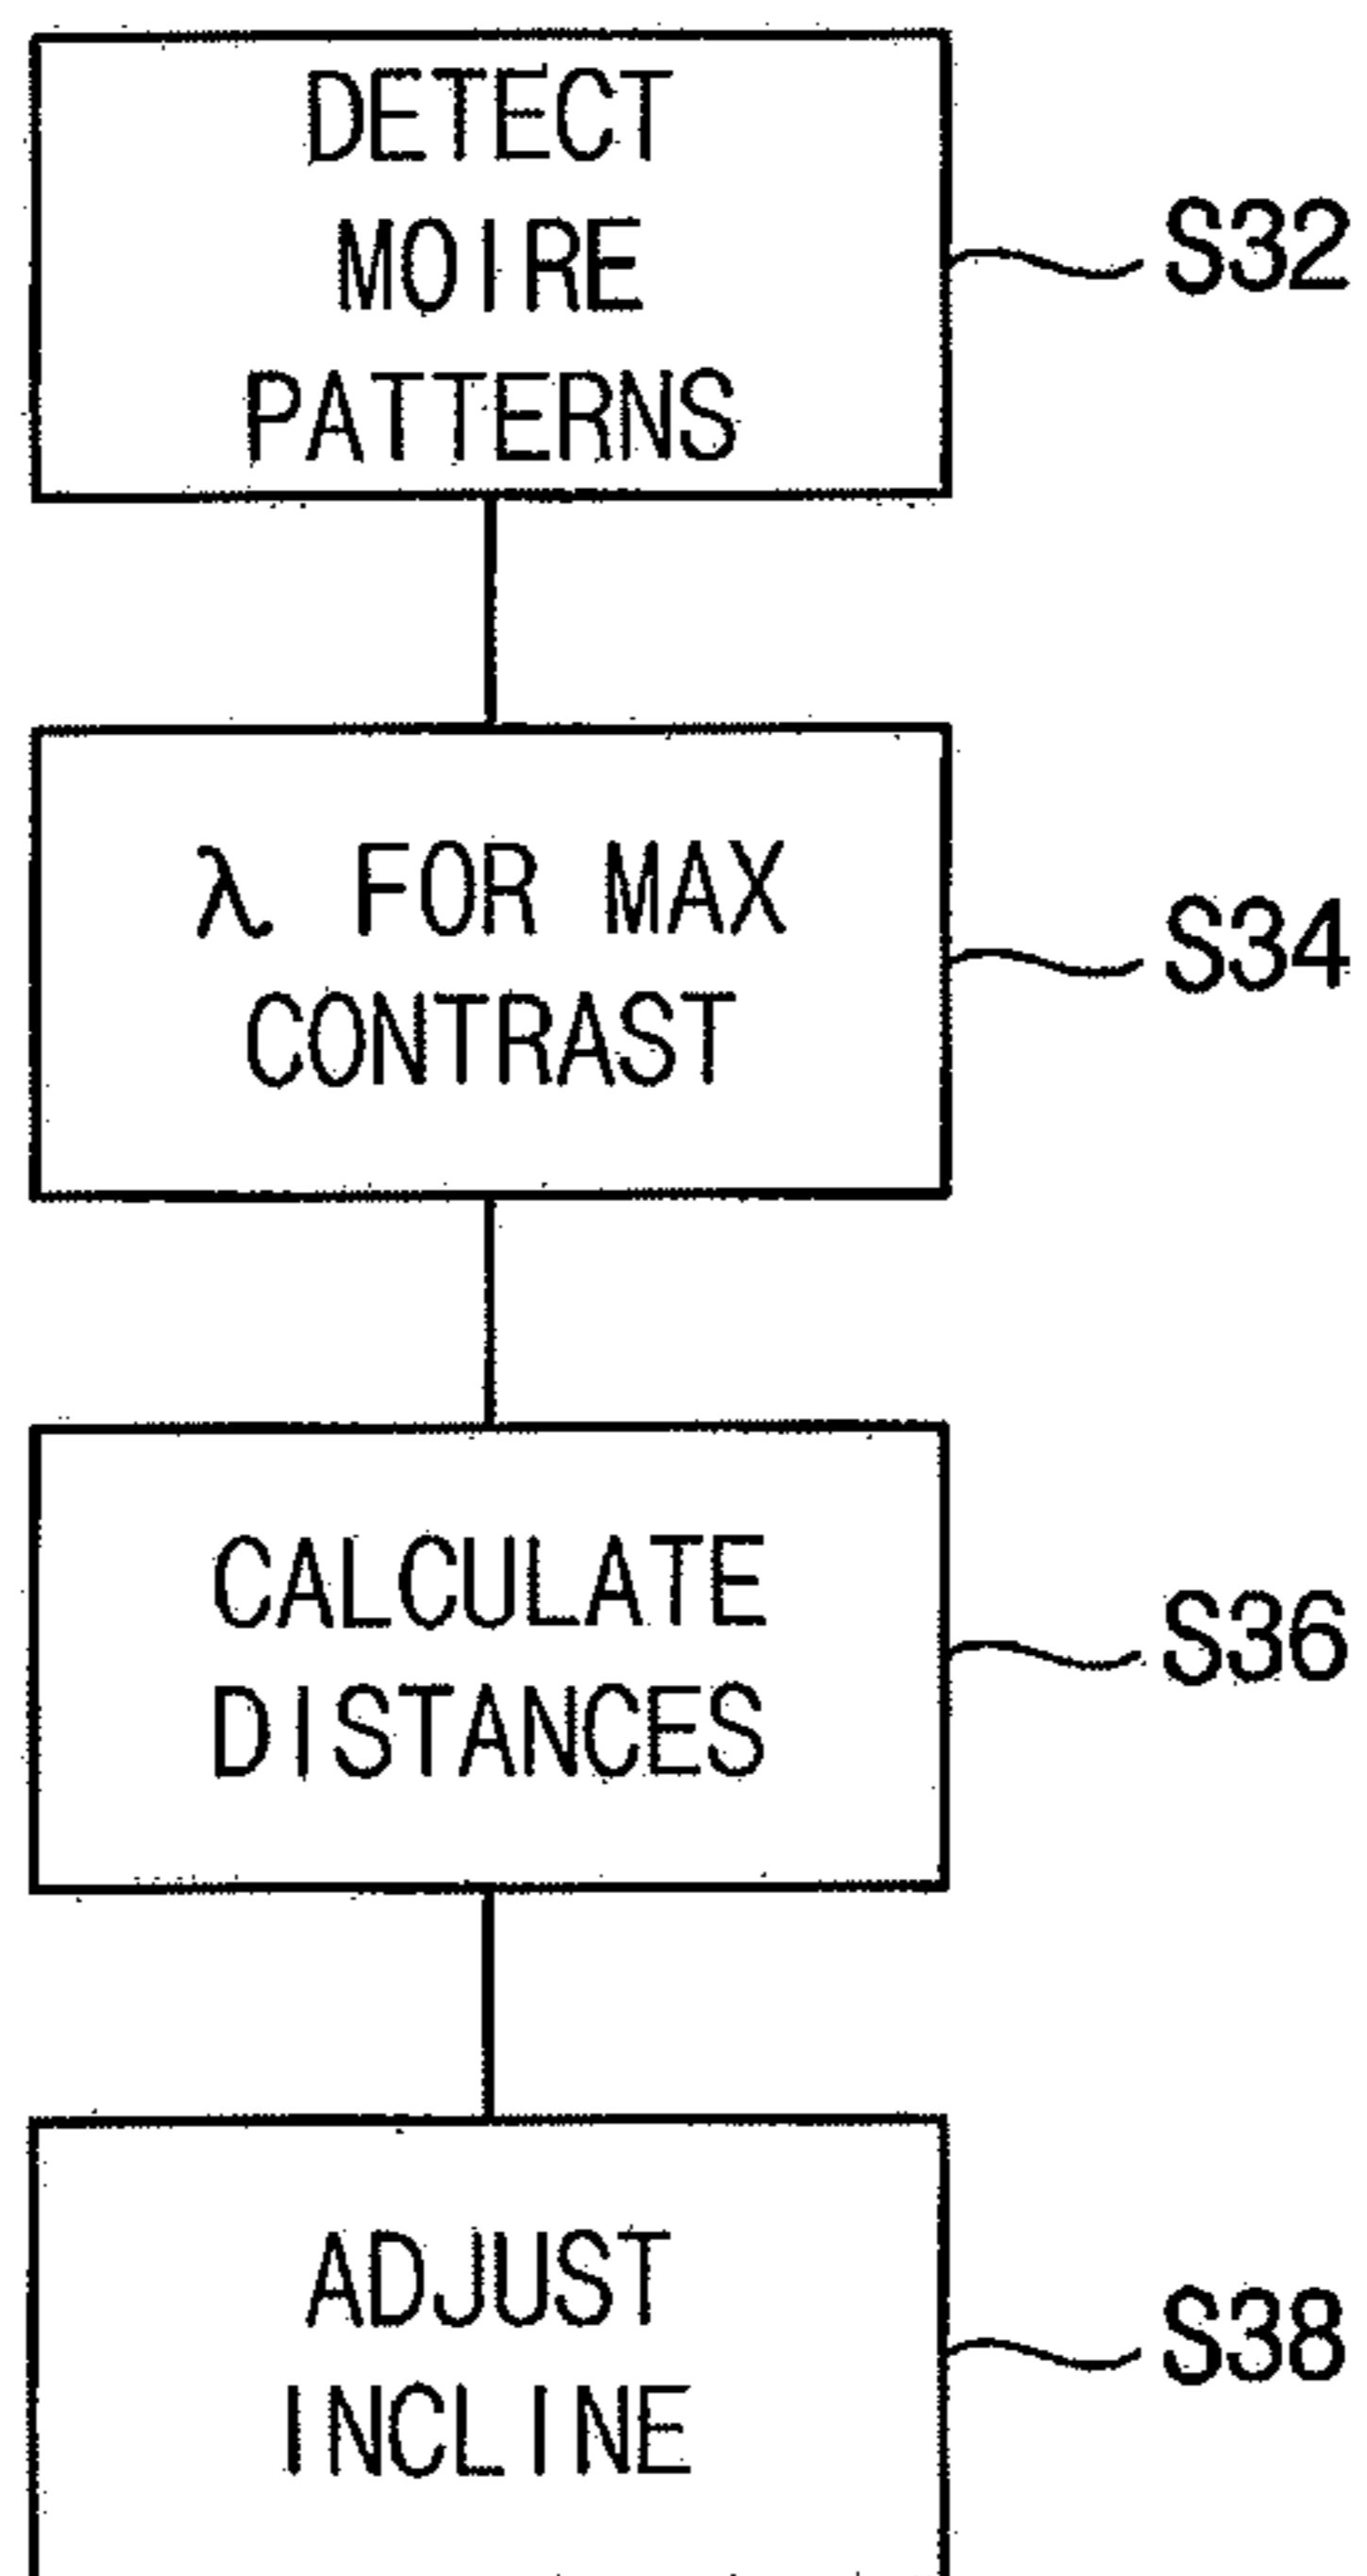 DETECT
MOIRE
PATTERNS
S32
λ FOR MAX
CONTRAST
S34
CALCULATE
DISTANCES
S36
ADJUST
INCLINE
S38